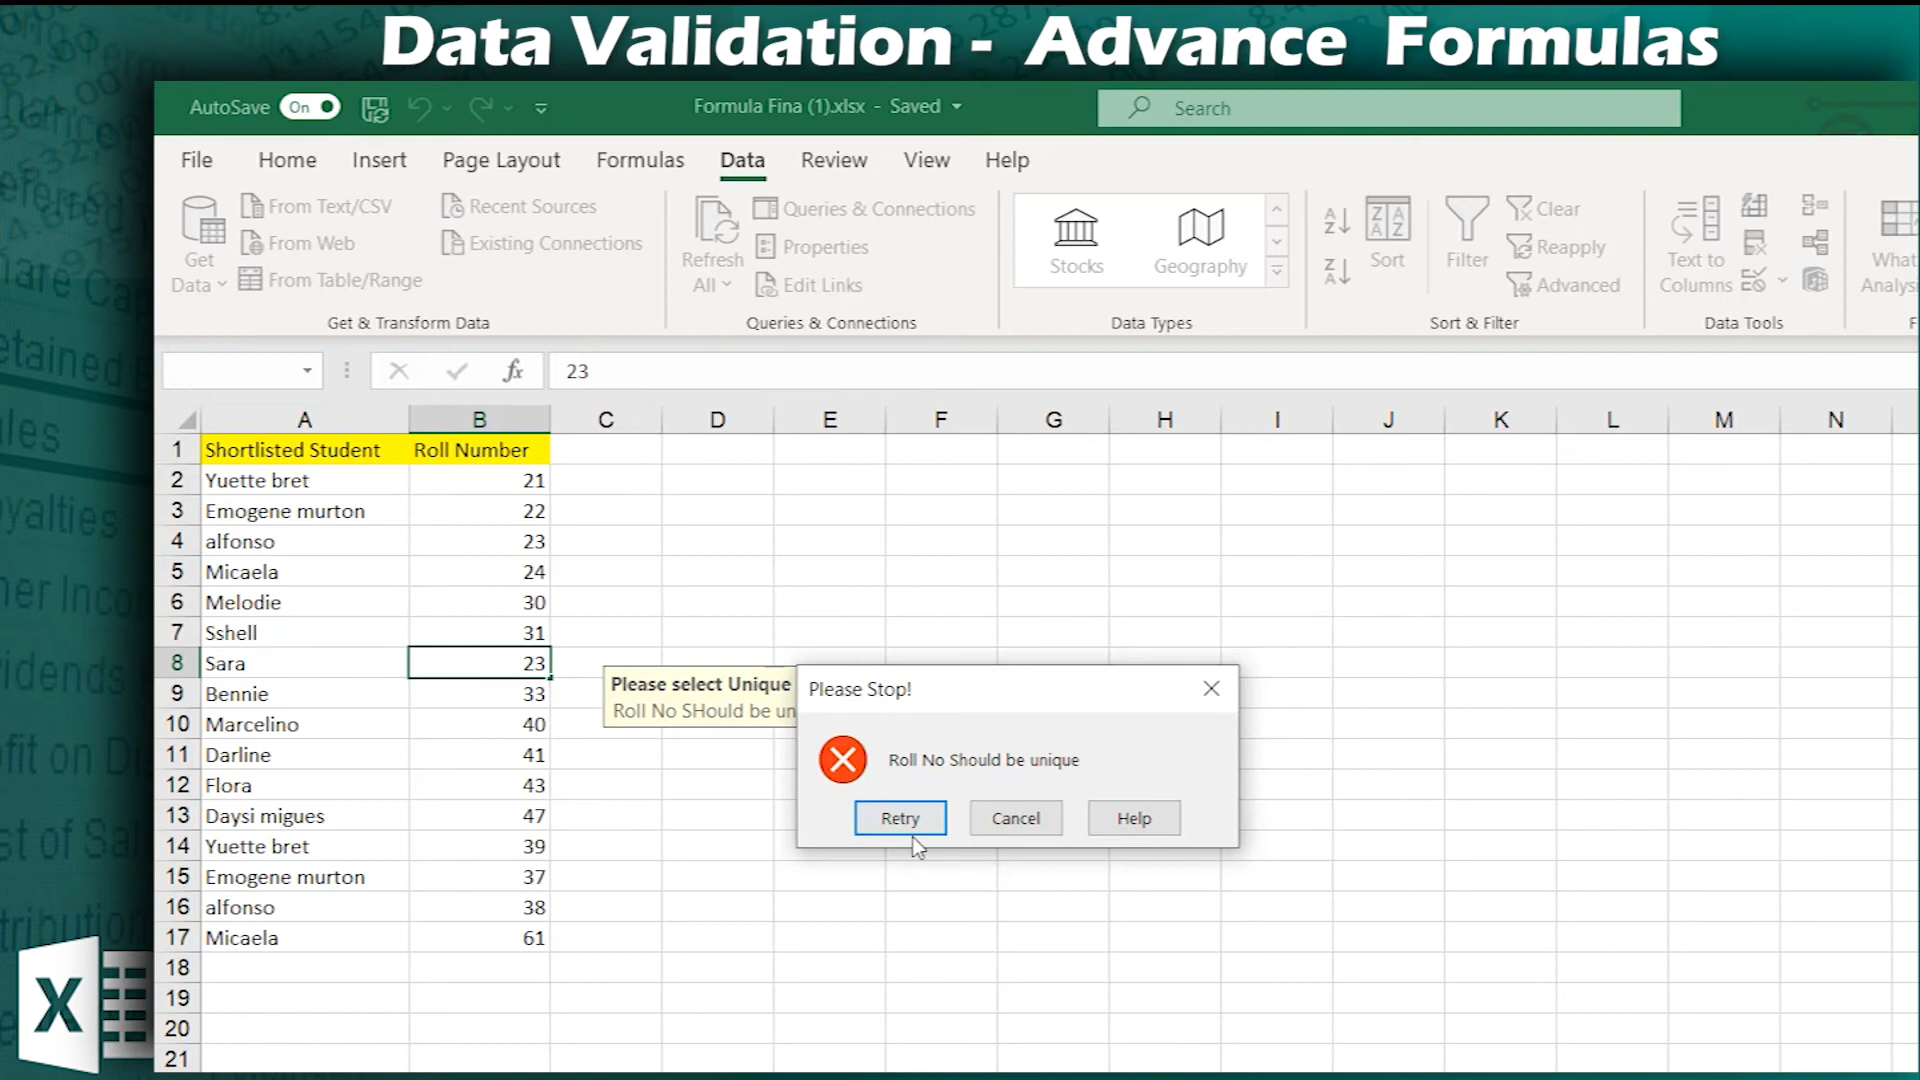 Data Validation - Advance Formulas
AutoSave On Formula Fina (1).xlsx - Saved Search
File Home Insert Page Layout Formulas Data Review View Help
Get Data
From Text/CSV
From Web
From Table/Range
Recent Sources
Existing Connections
Get & Transform Data
Refresh All
Queries & Connections
Properties
Edit Links
Queries & Connections
Stocks Geography
Data Types
Sort
Filter
Clear
Reapply
Advanced
Sort & Filter
Text to
Columns
Data Tools
What
fx 23
A B C D E F G H I J K L M N
1 Shortlisted Student Roll Number
2 Yuette bret 21
3 Emogene murton 22
4 alfonso 23
5 Micaela 24
6 Melodie 30
7 Sshell 31
8 Sara 23
9 Bennie 33
10 Marcelino 40
11 Darline 41
12 Flora 43
13 Daysi migues 47
14 Yuette bret 39
15 Emogene murton 37
16 alfonso 38
17 Micaela 61
18
19
20
21
Please select Unique
Roll No SHould be un
Please Stop!
Roll No Should be unique
Retry Cancel Help
X